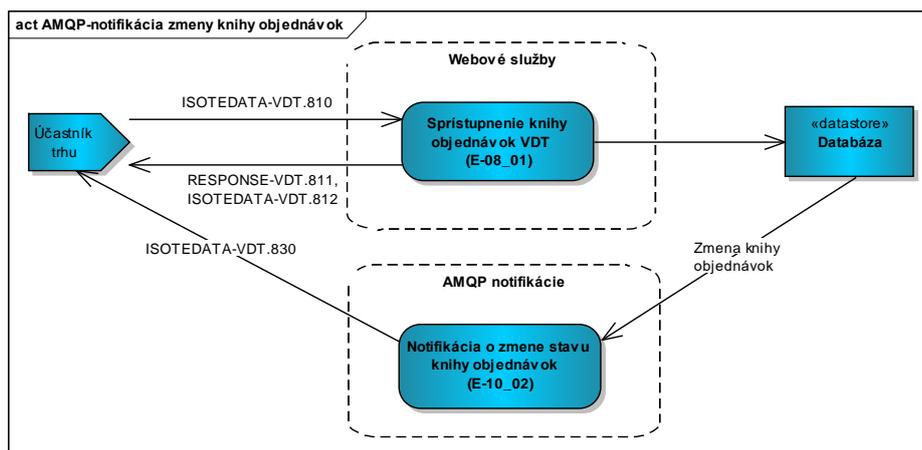 act AMQP-notifikácia zmeny knihy objednávok
Webové služby
ISOTEDATA-VDT.810
Účastník
trhu
Sprístupnenie knihy
objednávok VDT
(E-08_01)
«datastore»
Databáza
RESPONSE-VDT.811,
ISOTEDATA-VDT.812
ISOTEDATA-VDT.830
Zmena knihy
objednávok
AMQP notifikácie
Notifikácia o zmene stavu
knihy objednávok
(E-10_02)